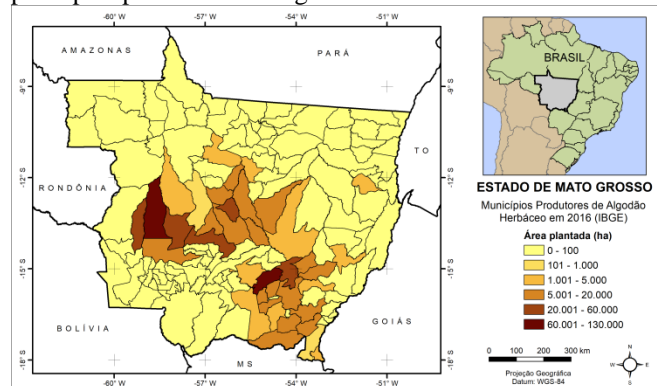 -60°W -57°W -54°W -51°W
AMAZONAS
PARÁ
TO
RONDÔNIA
BOLÍVIA
GOIÁS
MS
-9°S -9°S
-12°S -12°S
-15°S -15°S
-18°S -18°S
-60°W -57°W -54°W -51°W
BRASIL
ESTADO DE MATO GROSSO
Municípios Produtores de Algodão
Herbáceo em 2016 (IBGE)
Área plantada (ha)
0 - 100
101 - 1.000
1.001 - 5.000
5.001 - 20.000
20.001 - 60.000
60.001 - 130.000
0 100 200 300 km
Projeção Geográfica
Datum: WGS-84
N
W E
S